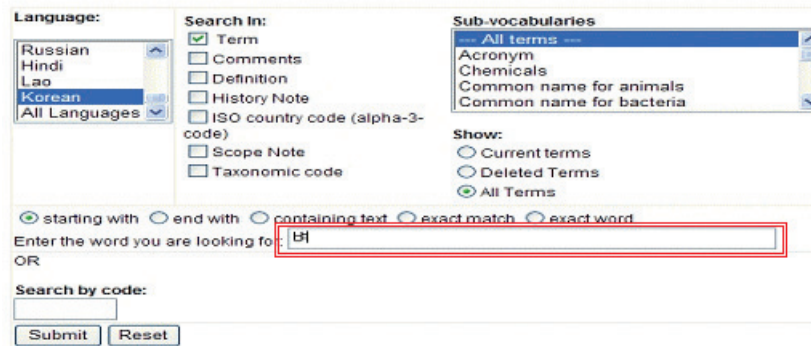 Language:
Russian
Hindi
Lao
Korean
All Languages
Search In:
Term
Comments
Definition
History Note
ISO country code (alpha-3-
code)
Scope Note
Taxonomic code
Sub-vocabularies
--- All terms ---
Acronym
Chemicals
Common name for animals
Common name for bacteria
Show:
Current terms
Deleted Terms
All Terms
starting with end with containing text exact match exact word
Enter the word you are looking for: 벼
OR
Search by code:
Submit Reset